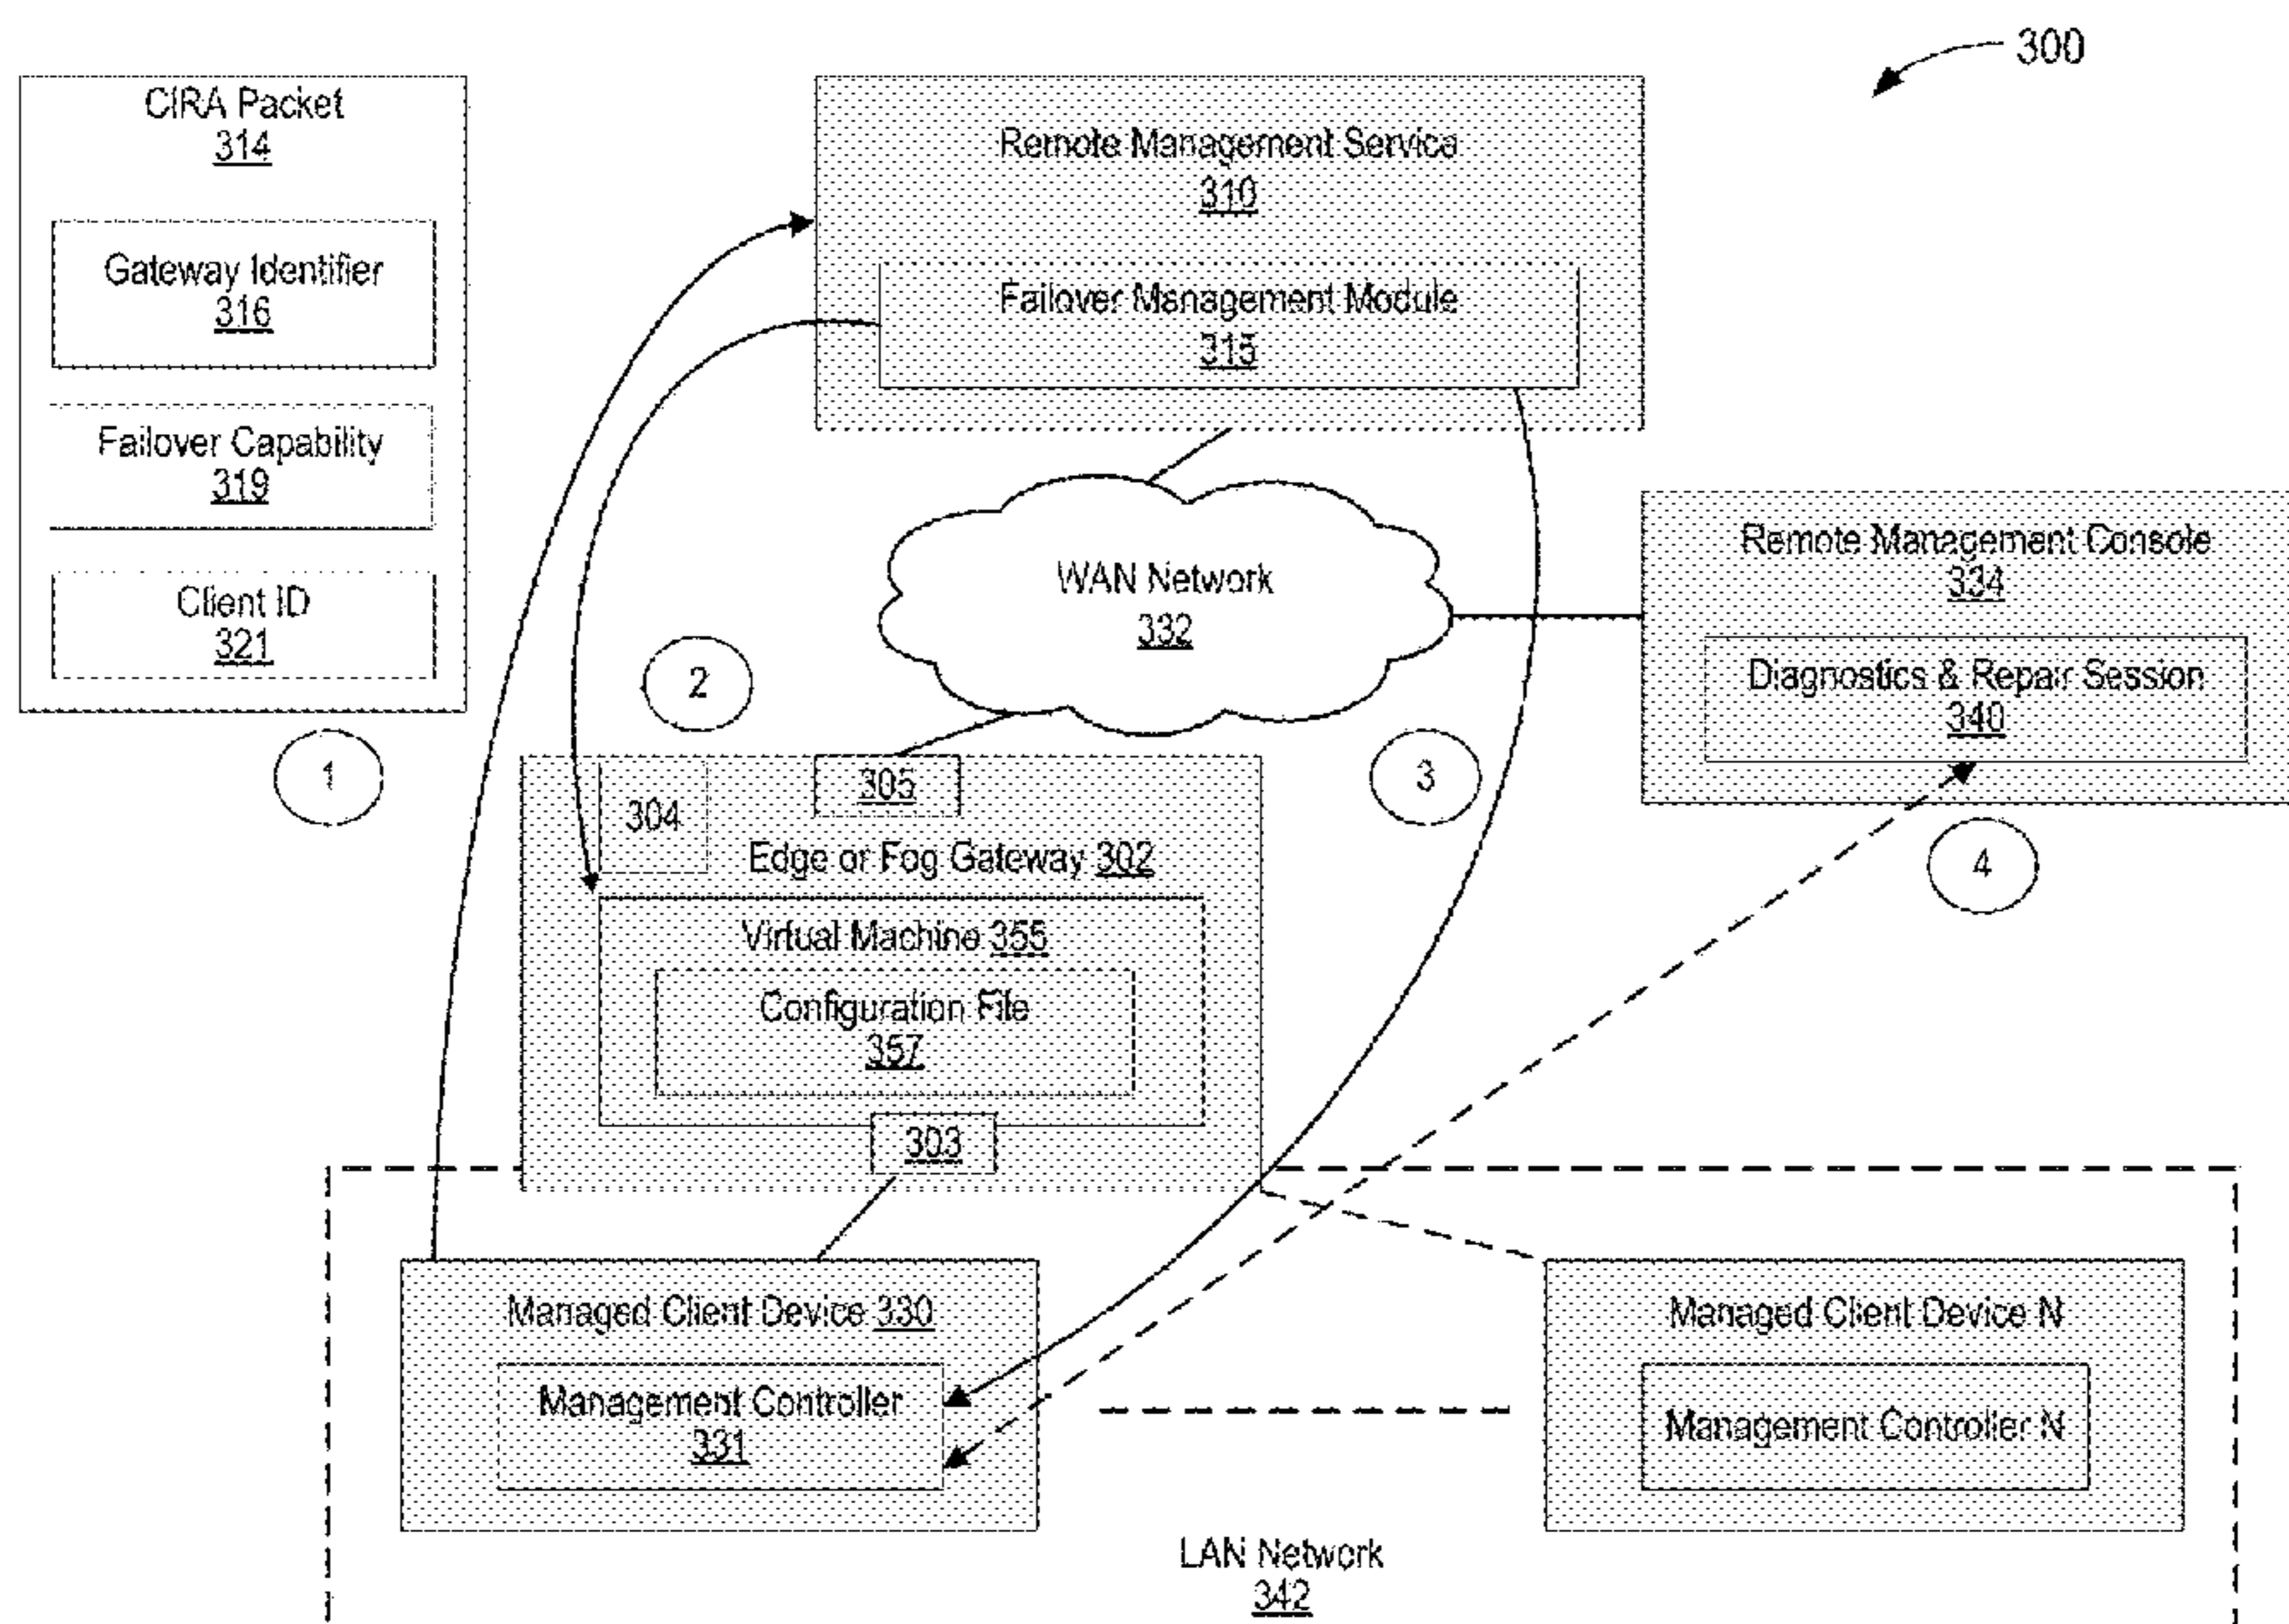 300
CIRA Packet
314
Gateway Identifier
316
Failover Capability
319
Client ID
321
1
Remote Management Service
310
Failover Management Module
315
WAN Network
332
Remote Management Console
334
Diagnostics & Repair Session
340
2
3
4
304
305
Edge or Fog Gateway 302
Virtual Machine 355
Configuration File
357
303
Managed Client Device 330
Management Controller
331
Managed Client Device N
Management Controller N
LAN Network
342